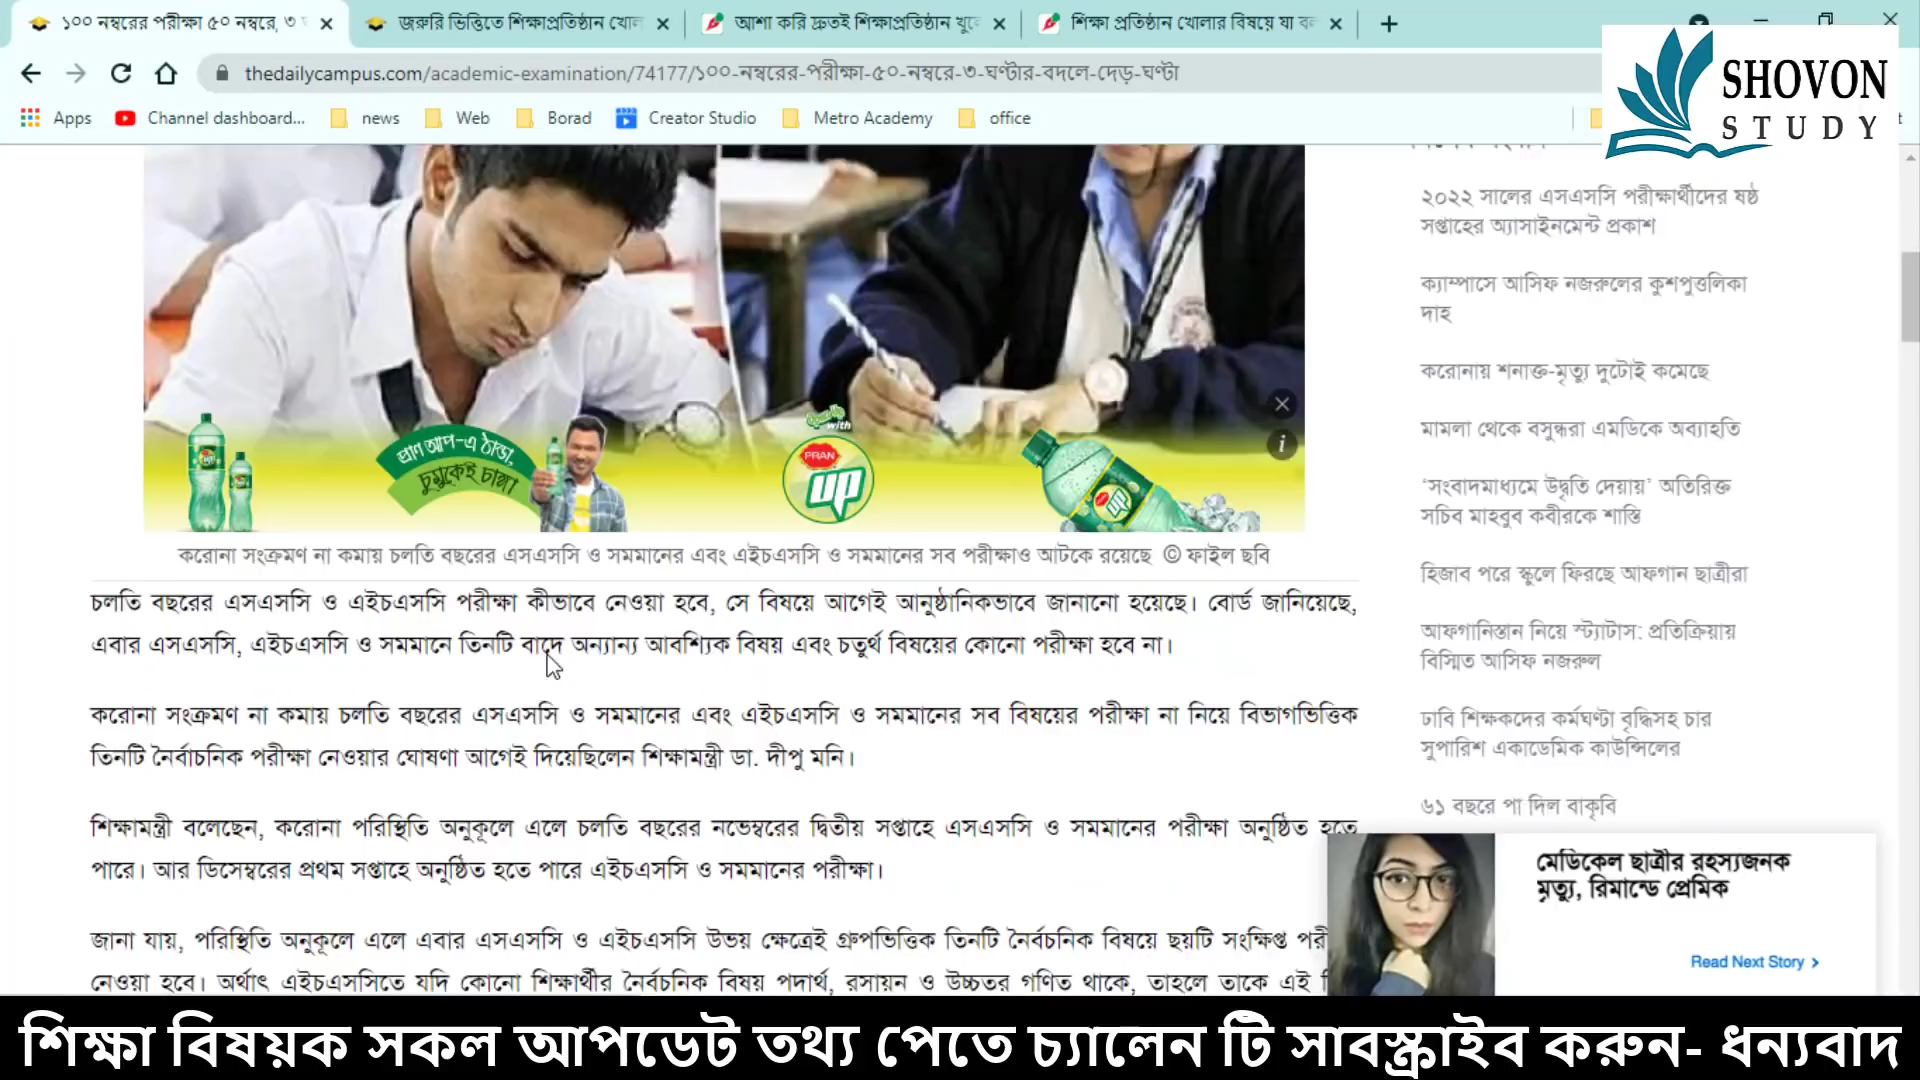 ১০০ নম্বরের পরীক্ষা ৫০ নম্বরে, ৩
জরুরি ভিত্তিতে শিক্ষাপ্রতিষ্ঠান খোল
আশা করি দ্রুতই শিক্ষাপ্রতিষ্ঠান খুে
শিক্ষা প্রতিষ্ঠান খোলার বিষয়ে যা
thedailycampus.com/academic-examination/74177/১০০-নম্বরের-পরীক্ষা-৫০-নম্বরে-৩-ঘণ্টার-বদলে-দেড়-ঘণ্টা
SHOVON
STUDY
Apps
Channel dashboard...
news
Web
Borad
Creator Studio
Metro Academy
office
প্রাণ আপ-এ ঠান্ডা,
চুমুকেই চাঙ্গা
with
PRAN
up
করোনা সংক্রমণ না কমায় চলতি বছরের এসএসসি ও সমমানের এবং এইচএসসি ও সমমানের সব পরীক্ষাও আটকে রয়েছে © ফাইল ছবি
চলতি বছরের এসএসসি ও এইচএসসি পরীক্ষা কীভাবে নেওয়া হবে, সে বিষয়ে আগেই আনুষ্ঠানিকভাবে জানানো হয়েছে। বোর্ড জানিয়েছে,
এবার এসএসসি, এইচএসসি ও সমমানে তিনটি বাদে অন্যান্য আবশ্যিক বিষয় এবং চতুর্থ বিষয়ের কোনো পরীক্ষা হবে না।
করোনা সংক্রমণ না কমায় চলতি বছরের এসএসসি ও সমমানের এবং এইচএসসি ও সমমানের সব বিষয়ের পরীক্ষা না নিয়ে বিভাগভিত্তিক
তিনটি নৈর্বাচনিক পরীক্ষা নেওয়ার ঘোষণা আগেই দিয়েছিলেন শিক্ষামন্ত্রী ডা. দীপু মনি।
শিক্ষামন্ত্রী বলেছেন, করোনা পরিস্থিতি অনুকূলে এলে চলতি বছরের নভেম্বরের দ্বিতীয় সপ্তাহে এসএসসি ও সমমানের পরীক্ষা অনুষ্ঠিত হতে
পারে। আর ডিসেম্বরের প্রথম সপ্তাহে অনুষ্ঠিত হতে পারে এইচএসসি ও সমমানের পরীক্ষা।
জানা যায়, পরিস্থিতি অনুকূলে এলে এবার এসএসসি ও এইচএসসি উভয় ক্ষেত্রেই গ্রুপভিত্তিক তিনটি নৈর্বচনিক বিষয়ে ছয়টি সংক্ষিপ্ত পরী
নেওয়া হবে। অর্থাৎ এইচএসসিতে যদি কোনো শিক্ষার্থীর নৈর্বচনিক বিষয় পদার্থ, রসায়ন ও উচ্চতর গণিত থাকে, তাহলে তাকে এই
২০২২ সালের এসএসসি পরীক্ষার্থীদের ষষ্ঠ
সপ্তাহের অ্যাসাইনমেন্ট প্রকাশ
ক্যাম্পাসে আসিফ নজরুলের কুশপুত্তলিকা
দাহ
করোনায় শনাক্ত-মৃত্যু দুটোই কমেছে
মামলা থেকে বসুন্ধরা এমডিকে অব্যাহতি
‘সংবাদমাধ্যমে উদ্ধৃতি দেয়ায়’ অতিরিক্ত
সচিব মাহবুব কবীরকে শাস্তি
হিজাব পরে স্কুলে ফিরছে আফগান ছাত্রীরা
আফগানিস্তান নিয়ে স্ট্যাটাস: প্রতিক্রিয়ায়
বিস্মিত আসিফ নজরুল
ঢাবি শিক্ষকদের কর্মঘণ্টা বৃদ্ধিসহ চার
সুপারিশ একাডেমিক কাউন্সিলের
৬১ বছরে পা দিল বাকৃবি
মেডিকেল ছাত্রীর রহস্যজনক
মৃত্যু, রিমান্ডে প্রেমিক
Read Next Story >
শিক্ষা বিষয়ক সকল আপডেট তথ্য পেতে চ্যালেন টি সাবস্ক্রাইব করুন- ধন্যবাদ